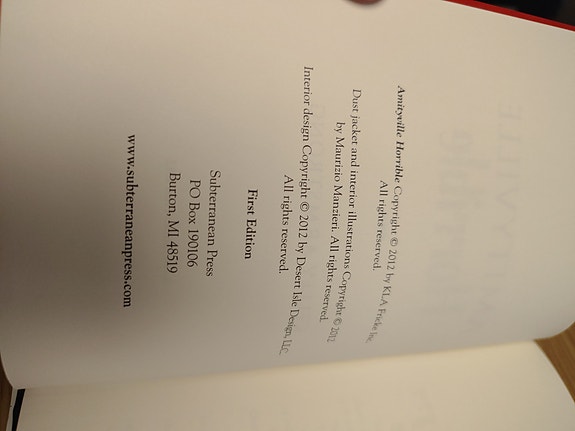 Amityville Horrible Copyright © 2012 by KLA Fricke Inc.
All rights reserved.
Dust jacket and interior illustrations Copyright © 2012
by Maurizio Manzieri. All rights reserved.
Interior design Copyright © 2012 by Desert Isle Design, LLC.
All rights reserved.
First Edition
Subterranean Press
PO Box 190106
Burton, MI 48519
www.subterraneanpress.com